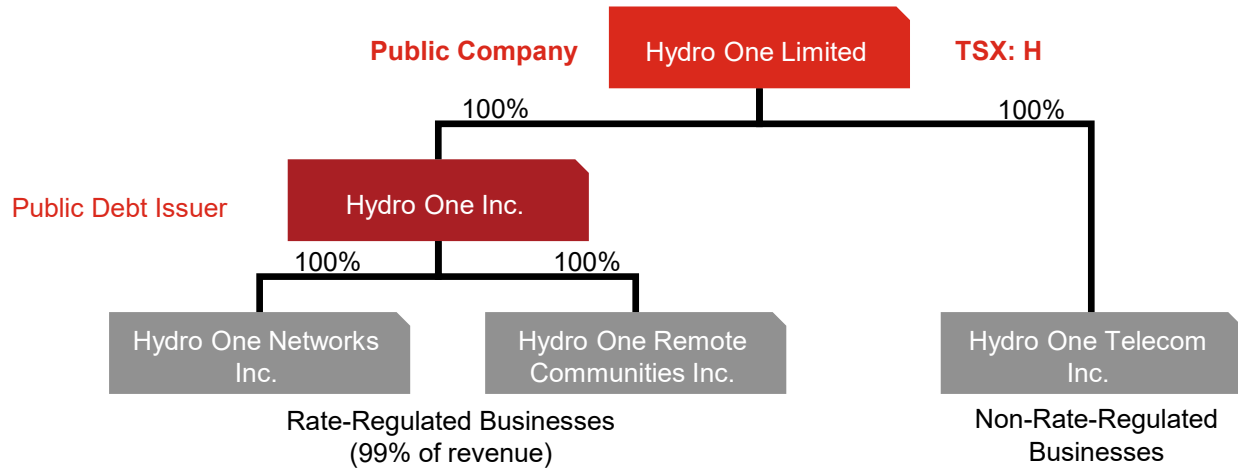 Public Company
Hydro One Limited
TSX: H
100%
100%
Public Debt Issuer
Hydro One Inc.
100%
100%
Hydro One Networks
Inc.
Hydro One Remote
Communities Inc.
Hydro One Telecom
Inc.
Rate-Regulated Businesses
(99% of revenue)
Non-Rate-Regulated
Businesses